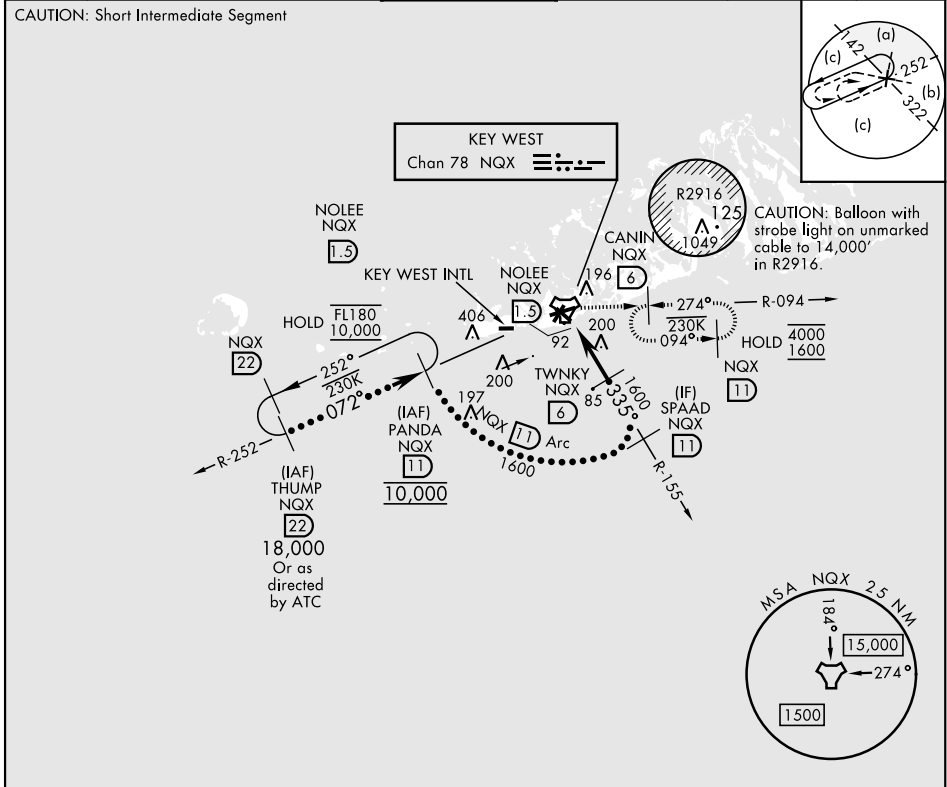 CAUTION: Short Intermediate Segment
(a)
142
(c)
252
(b)
322
(c)
KEY WEST
Chan 78 NQX
R2916
125
1049
CAUTION: Balloon with
strobe light on unmarked
cable to 14,000'
in R2916.
NOLEE
NQX
1.5
CANIN
NQX
6
196
KEY WEST INTL
NOLEE
NQX
1.5
HOLD
FL180
10,000
406
274°
R-094
230K
094°
HOLD
4000
1600
200
92
NQX
22
252°
230K
072°
200
TWNKY
NQX
6
85
1600
335°
NQX
11
(IF)
SPAAD
NQX
11
197
NQX 11 Arc
1600
(IAF)
PANDA
NQX
11
10,000
R-252
R-155
(IAF)
THUMP
NQX
22
18,000
Or as
directed
by ATC
MSA NQX 25 NM
184°
15,000
274°
1500